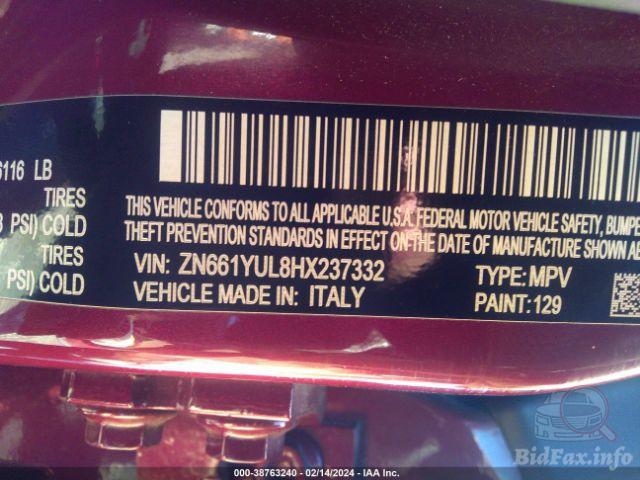 6116 LB
TIRES
PSI) COLD
TIRES
PSI) COLD
THIS VEHICLE CONFORMS TO ALL APPLICABLE U.S.A. FEDERAL MOTOR VEHICLE SAFETY, BUMPE
THEFT PREVENTION STANDARDS IN EFFECT ON THE DATE OF MANUFACTURE SHOWN AB
VIN: ZN661YUL8HX237332 TYPE: MPV
VEHICLE MADE IN: ITALY PAINT:129
BidFax.info
000-38763240 - 02/14/2024 - IAA Inc.